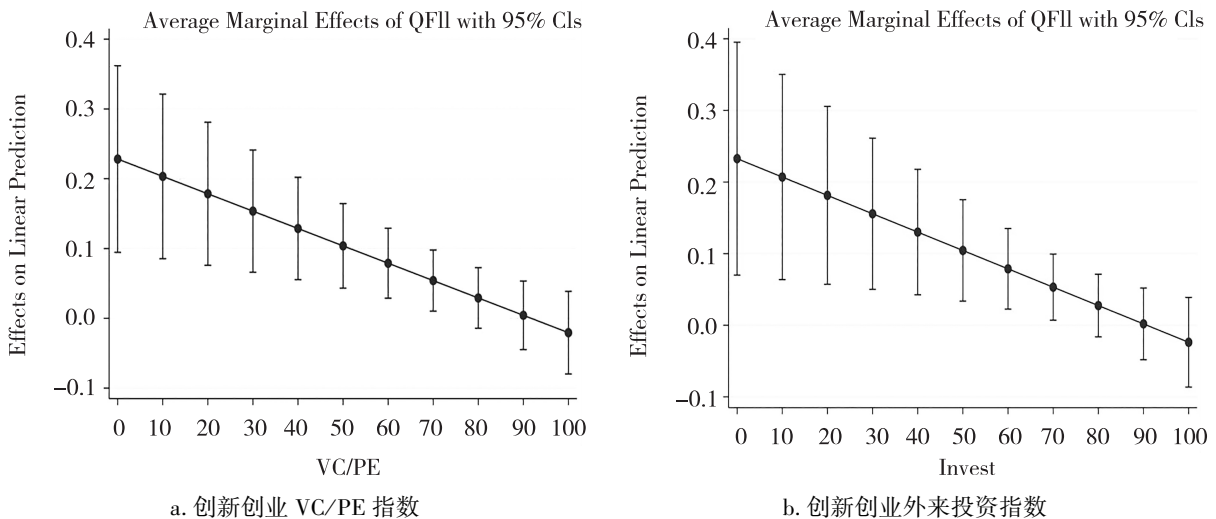 Average Marginal Effects of QFll with 95% Cls
Effects on Linear Prediction
0.4
0.3
0.2
0.1
0.0
−0.1
0 10 20 30 40 50 60 70 80 90 100
VC/PE
a. 创新创业 VC/PE 指数
Average Marginal Effects of QFll with 95% Cls
Effects on Linear Prediction
0.4
0.3
0.2
0.1
0.0
−0.1
0 10 20 30 40 50 60 70 80 90 100
Invest
b. 创新创业外来投资指数